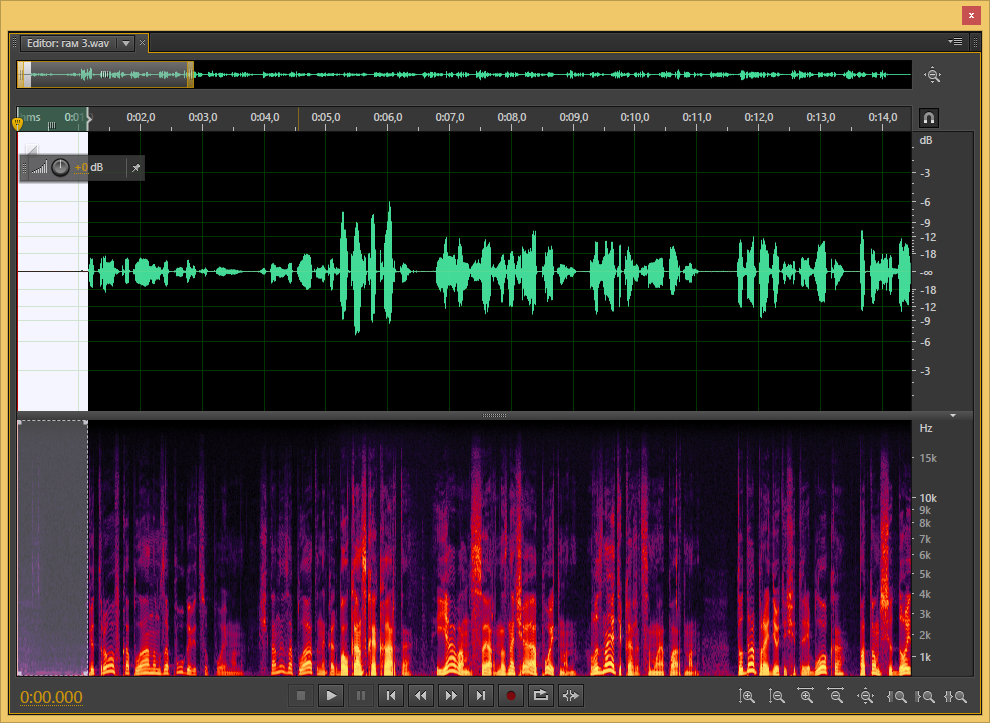 x
Editor: гам 3.wav
hms 0:01,0 0:02,0 0:03,0 0:04,0 0:05,0 0:06,0 0:07,0 0:08,0 0:09,0 0:10,0 0:11,0 0:12,0 0:13,0 0:14,0
+0 dB
dB
-3
-6
-9
-12
-18
-∞
-18
-12
-9
-6
-3
Hz
15k
10k
9k
8k
7k
6k
5k
4k
3k
2k
1k
0:00.000